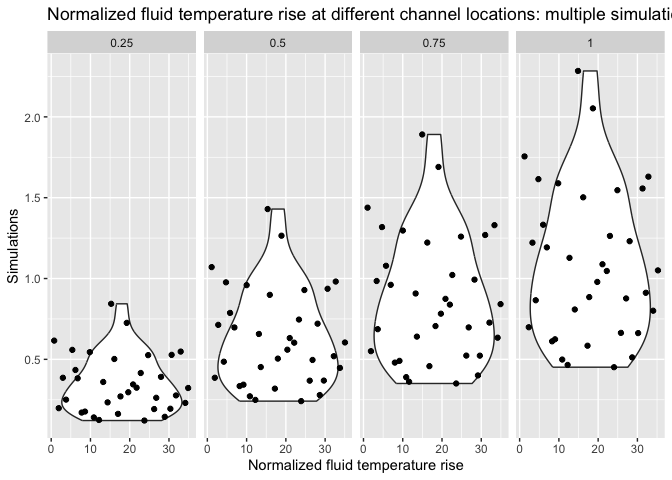 Normalized fluid temperature rise at different channel locations: multiple simulati
0.25 0.5 0.75 1
Simulations
2.0
1.5
1.0
0.5
0 10 20 30 0 10 20 30 0 10 20 30 0 10 20 30
Normalized fluid temperature rise